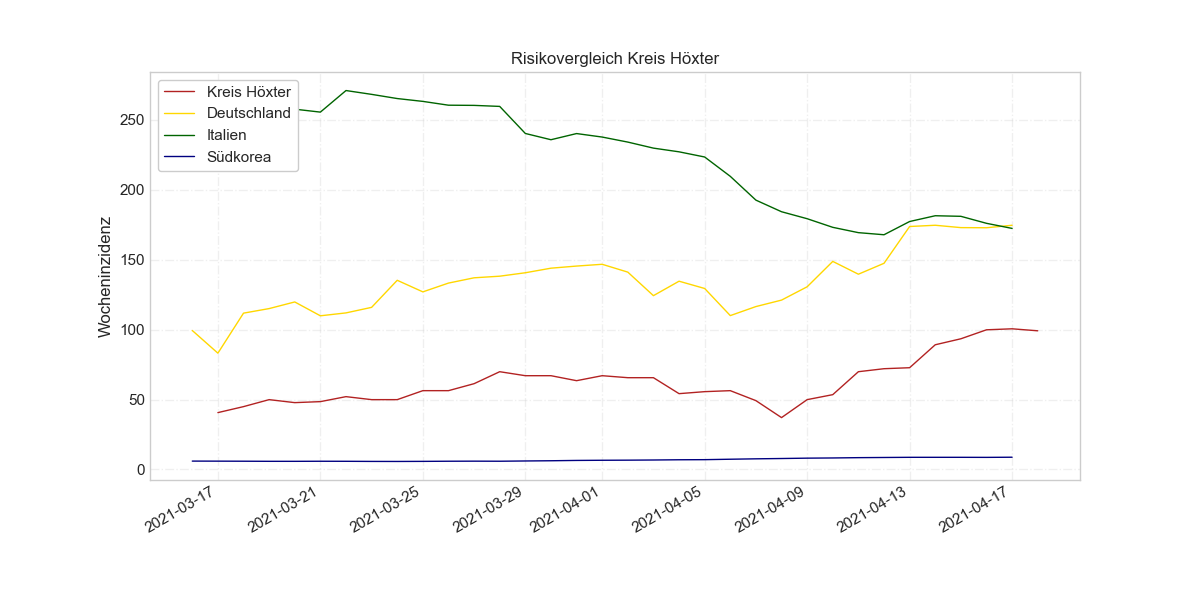 Risikovergleich Kreis Höxter
Kreis Höxter
Deutschland
Italien
Südkorea
Wocheninzidenz
250
200
150
100
50
0
2021-03-17
2021-03-21
2021-03-25
2021-03-29
2021-04-01
2021-04-05
2021-04-09
2021-04-13
2021-04-17